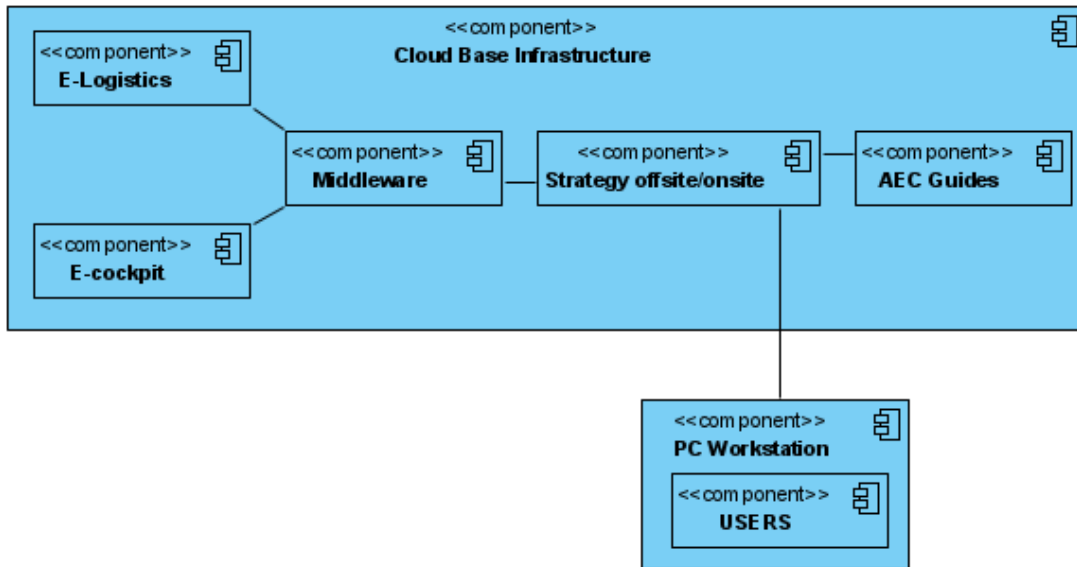 <<component>>
Cloud Base Infrastructure
<<component>>
E-Logistics
<<component>>
Middleware
<<component>>
Strategy offsite/onsite
<<component>>
AEC Guides
<<component>>
E-cockpit
<<component>>
PC Workstation
<<component>>
USERS